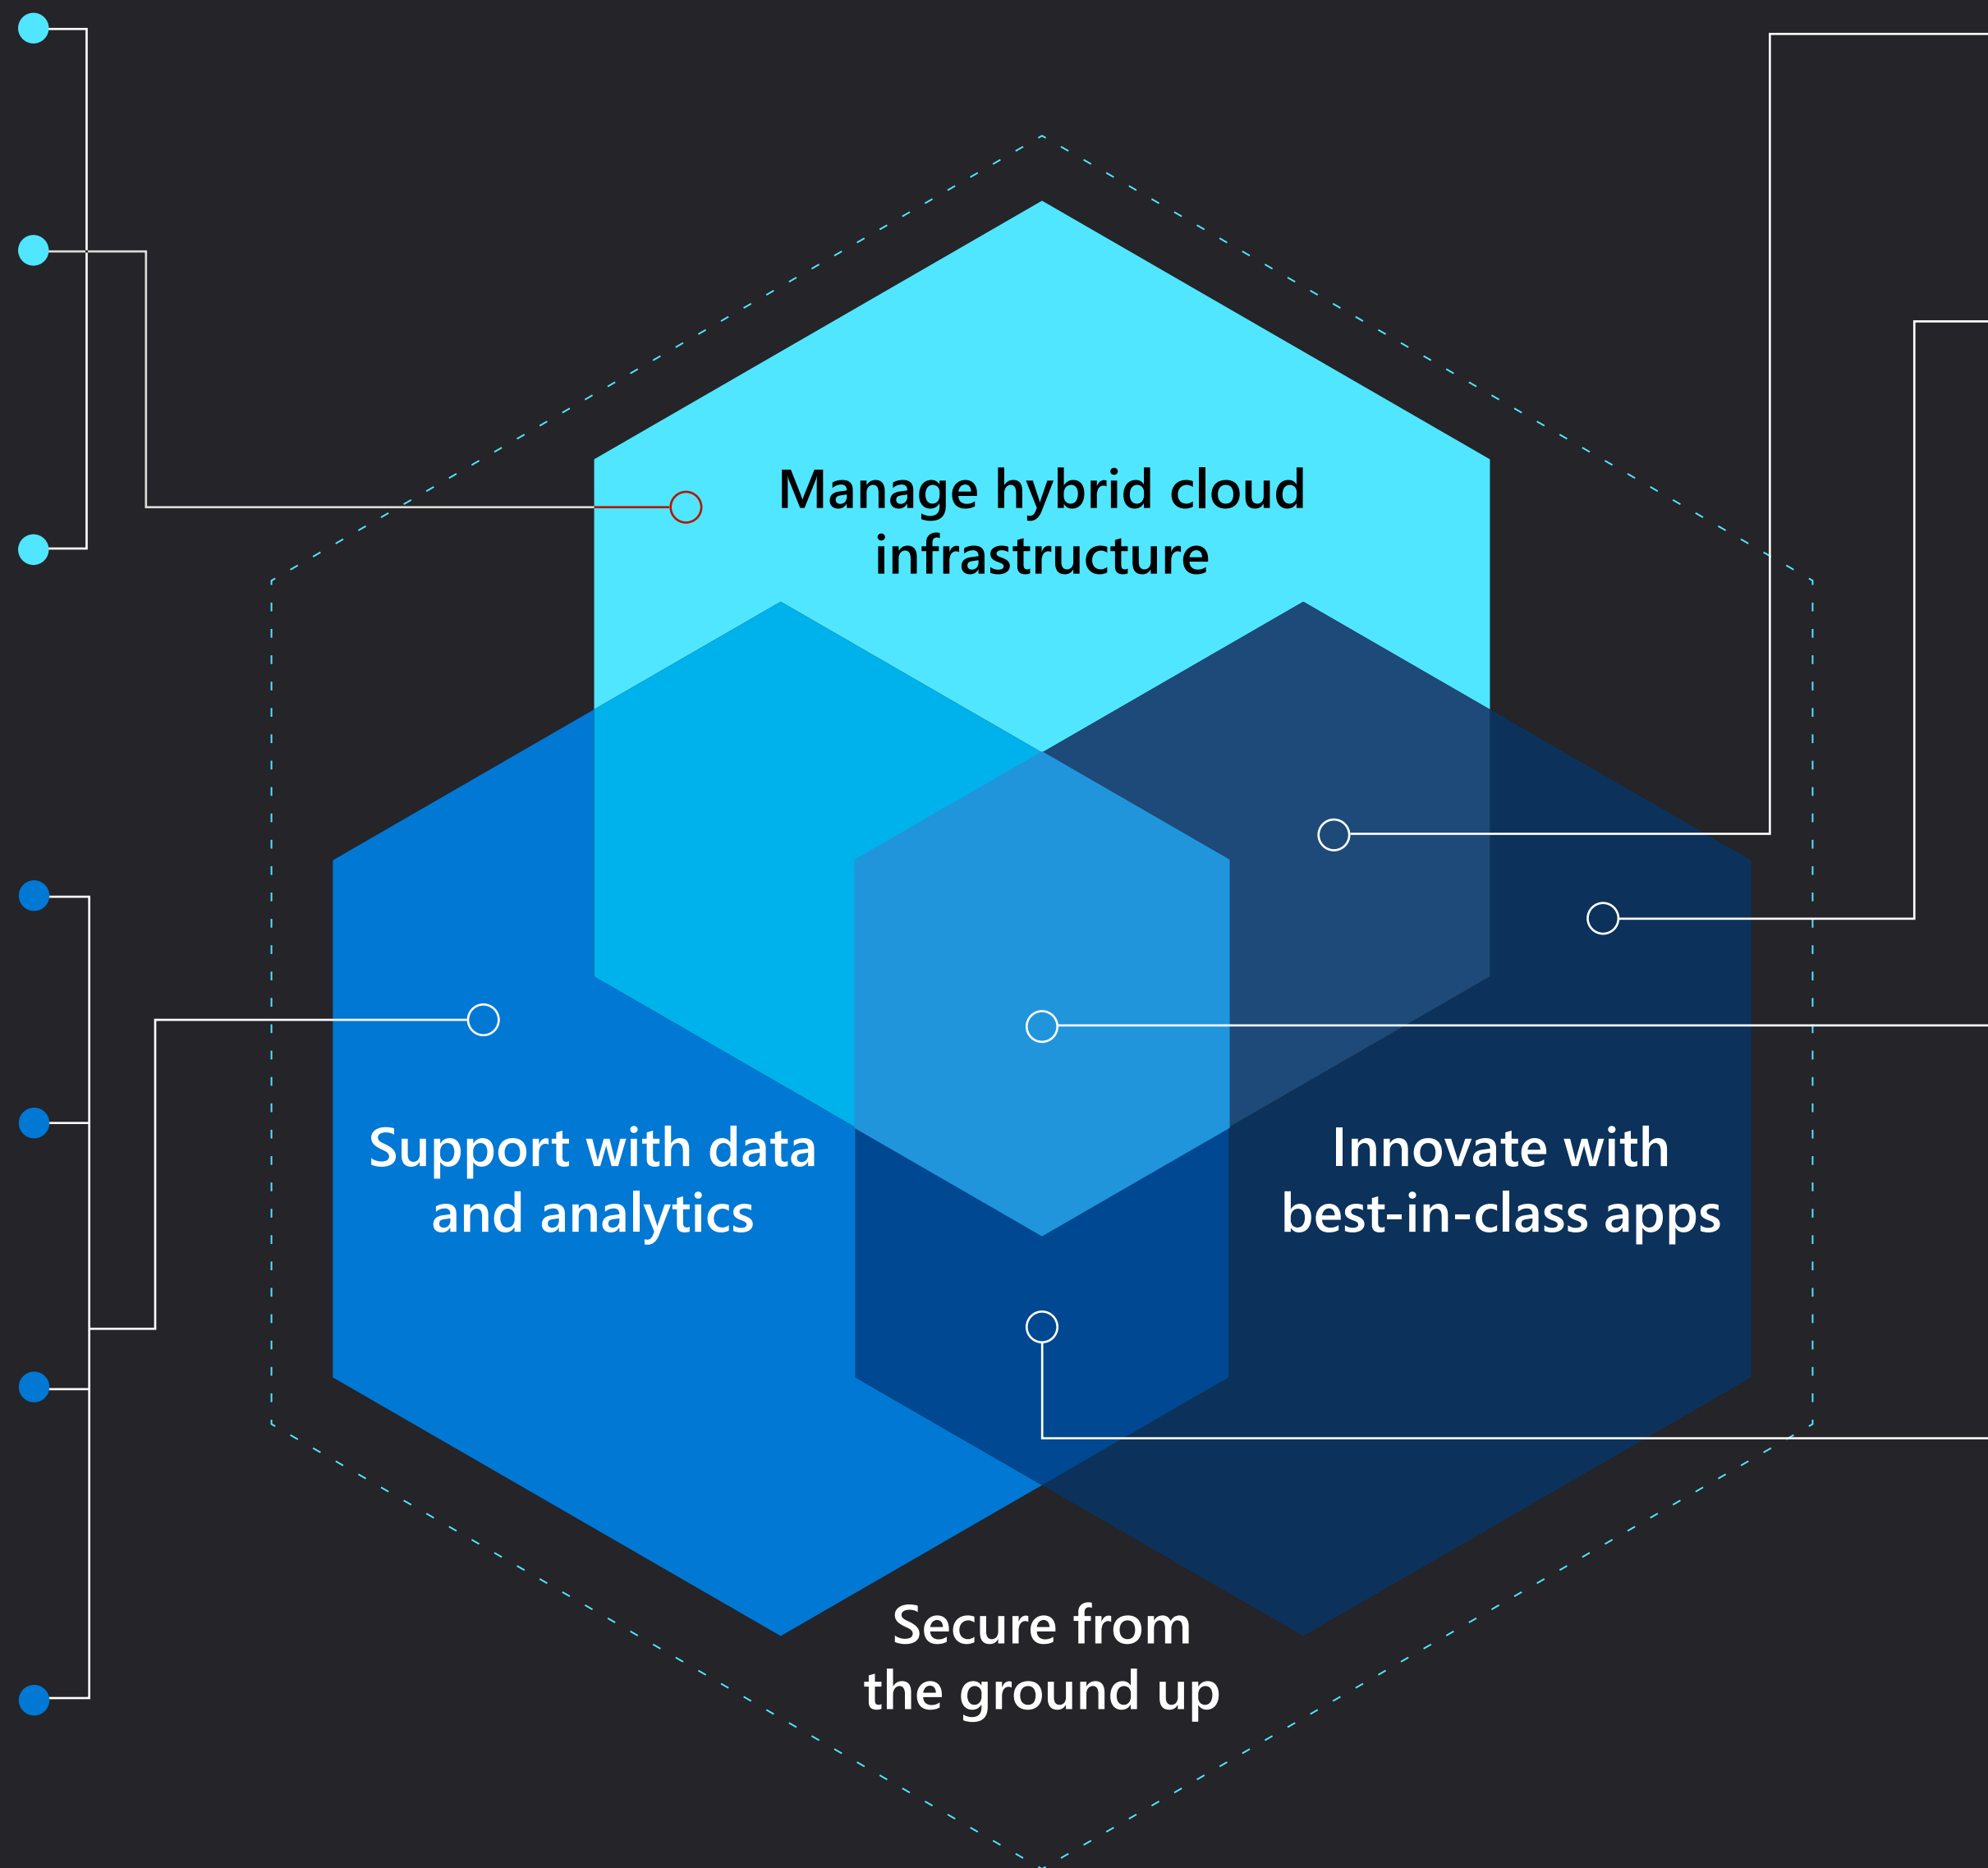 Manage hybrid cloud
infrastructure
Support with data
and analytics
Innovate with
best-in-class apps
Secure from
the ground up